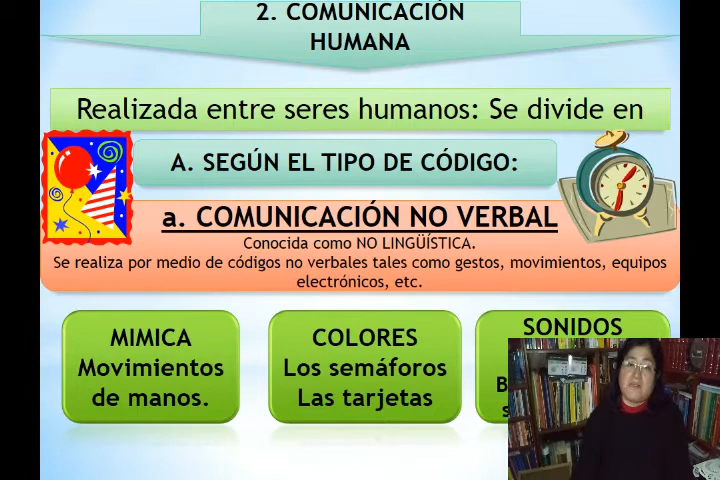 2. COMUNICACIÓN
HUMANA
Realizada entre seres humanos: Se divide en
A. SEGÚN EL TIPO DE CÓDIGO:
a. COMUNICACIÓN NO VERBAL
Conocida como NO LINGÜÍSTICA.
Se realiza por medio de códigos no verbales tales como gestos, movimientos, equipos
electrónicos, etc.
MIMICA
Movimientos
de manos.
COLORES
Los semáforos
Las tarjetas
SONIDOS